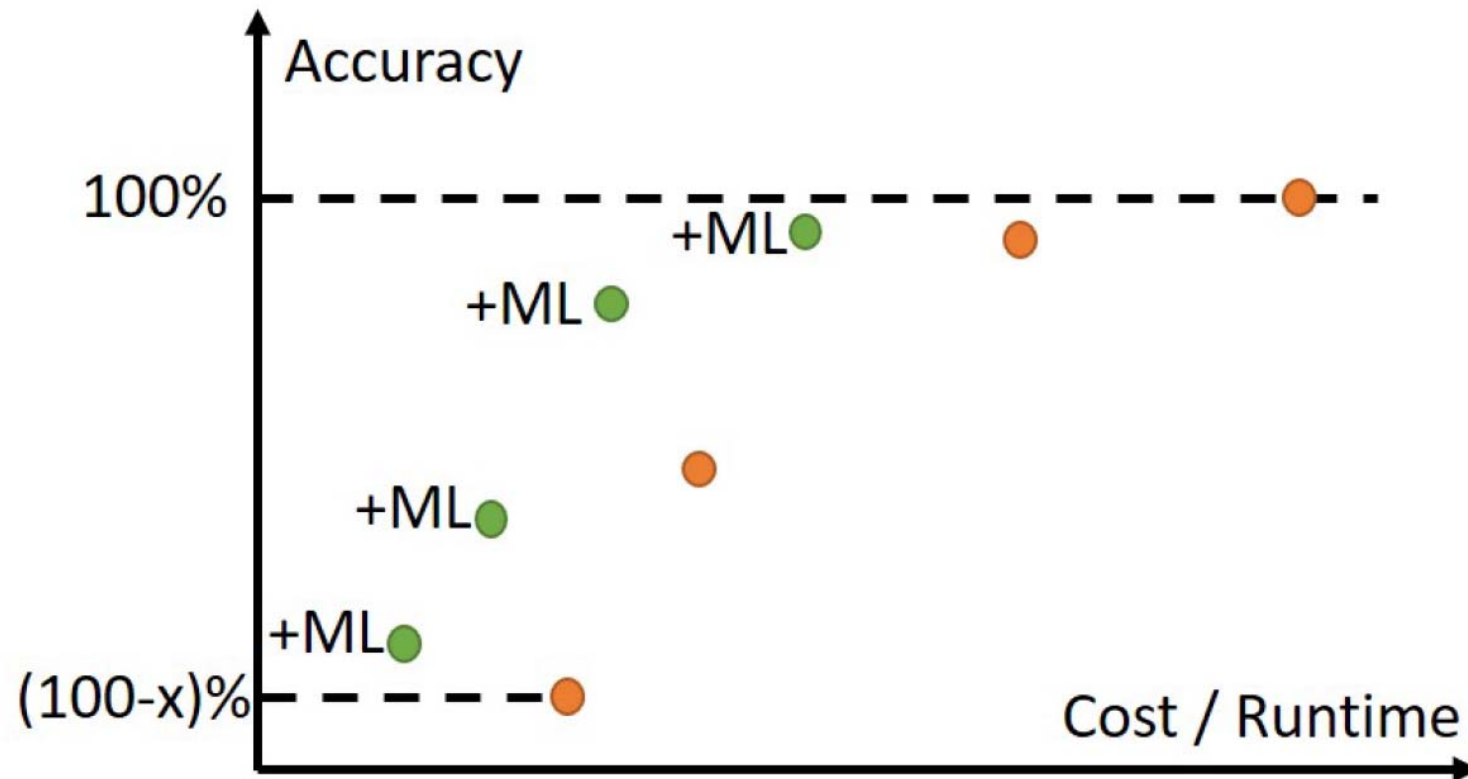 Accuracy
100%
+ML
+ML
+ML
+ML
(100-x)%
Cost / Runtime